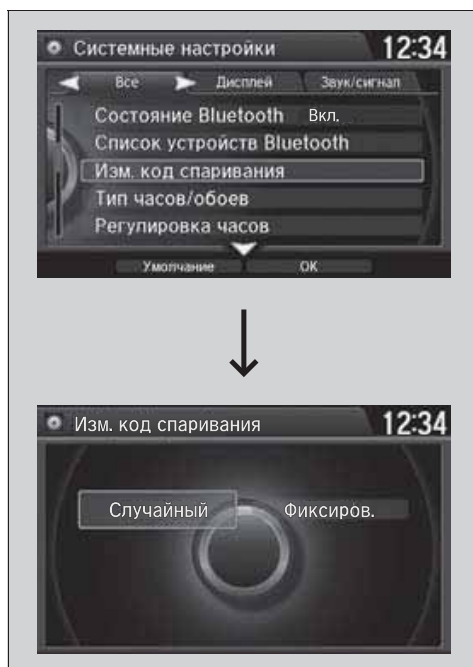 Системные настройки 12:34
Все Дисплей Звук/сигнал
Состояние Bluetooth Вкл.
Список устройств Bluetooth
Изм. код спаривания
Тип часов/обоев
Регулировка часов
Умолчание OK
Изм. код спаривания 12:34
Случайный Фиксиров.